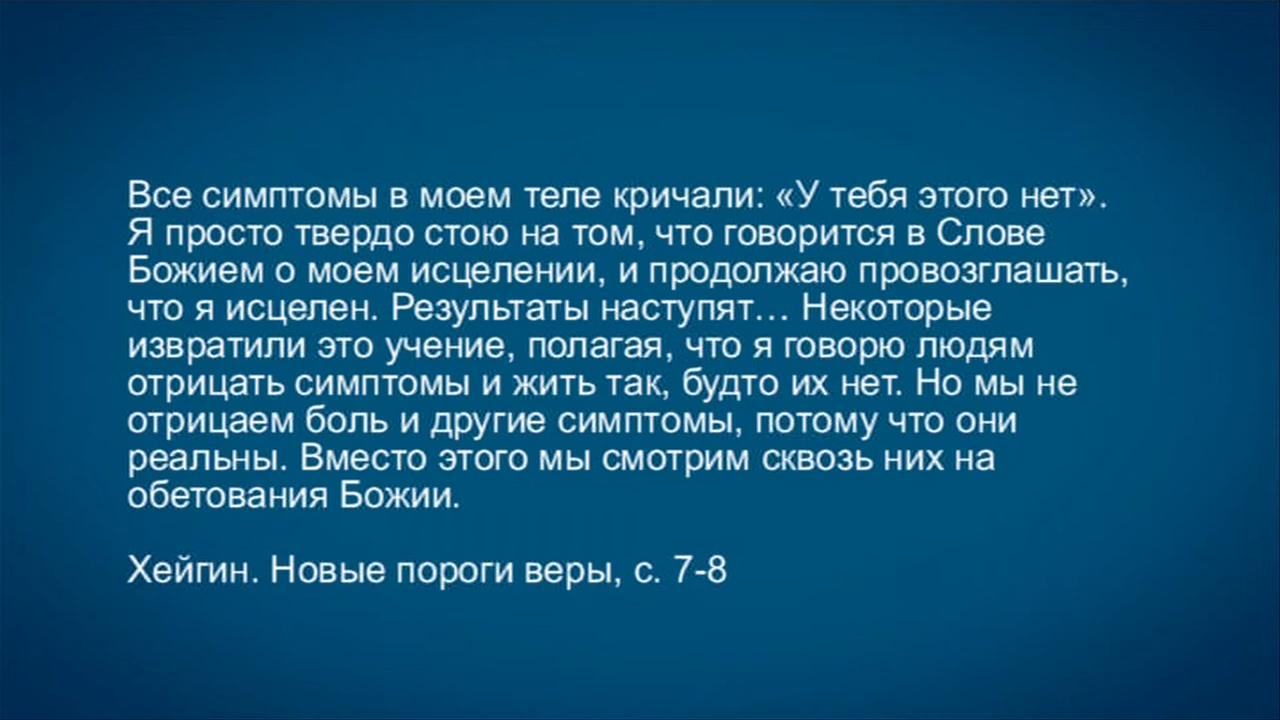 Все симптомы в моем теле кричали: «У тебя этого нет».
Я просто твердо стою на том, что говорится в Слове
Божием о моем исцелении, и продолжаю провозглашать,
что я исцелен. Результаты наступят… Некоторые
извратили это учение, полагая, что я говорю людям
отрицать симптомы и жить так, будто их нет. Но мы не
отрицаем боль и другие симптомы, потому что они
реальны. Вместо этого мы смотрим сквозь них на
обетования Божии.
Хейгин. Новые пороги веры, с. 7-8